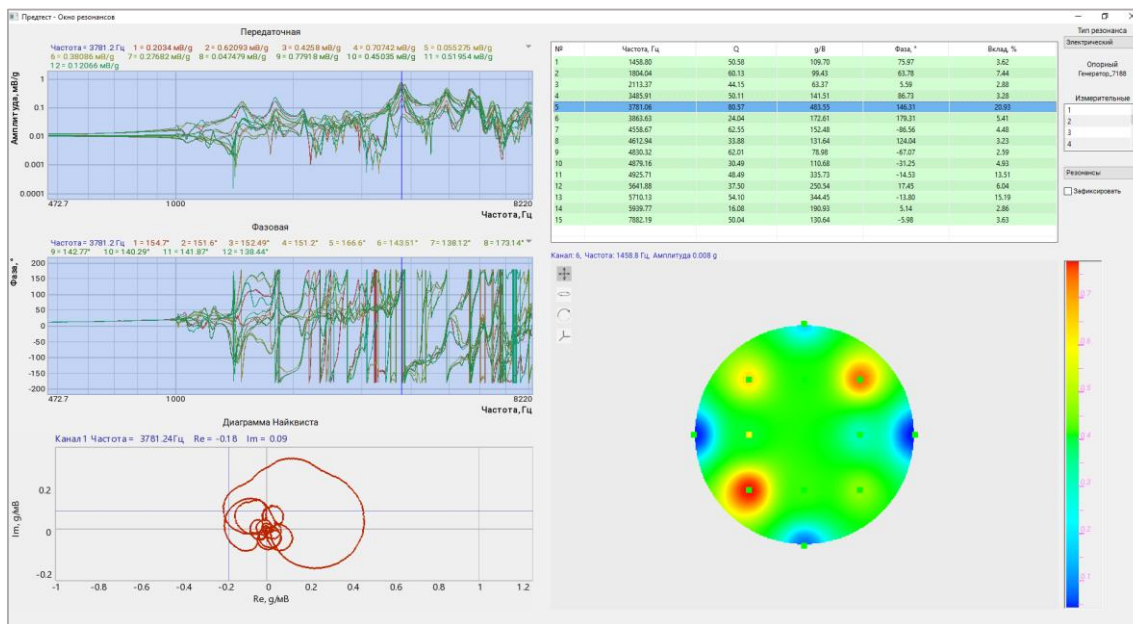 Предтест - Окно резонансов
Передаточная
Частота = 3781.2 Гц 1 = 0.2034 мВ/g 2 = 0.62093 мВ/g 3 = 0.4258 мВ/g 4 = 0.70742 мВ/g 5 = 0.055275 мВ/g
6 = 0.38086 мВ/g 7 = 0.27682 мВ/g 8 = 0.047479 мВ/g 9 = 0.77918 мВ/g 10 = 0.45035 мВ/g 11 = 0.51954 мВ/g
12 = 0.12066 мВ/g
Амплитуда, мВ/g
1
0.1
0.01
0.001
0.0001
472.7 1000 8220
Частота, Гц
Фазовая
Частота = 3781.2 Гц 1 = 154.7° 2 = 151.6° 3 = 152.49° 4 = 151.2° 5 = 166.6° 6 = 143.51° 7 = 138.12° 8 = 173.14°
9 = 142.77° 10 = 140.29° 11 = 141.87° 12 = 138.44°
Фаза, °
200
150
100
50
0
-50
-100
-150
-200
472.7 1000 8220
Частота, Гц
Диаграмма Найквиста
Канал 1 Частота = 3781.24Гц Re = -0.18 Im = 0.09
Im, g/мВ
0.2
0
-0.2
-1 -0.8 -0.6 -0.4 -0.2 0 0.2 0.4 0.6 0.8 1 1.2
Re, g/мВ
№ Частота, Гц Q g/B Фаза, ° Вклад, %
1 1458.80 50.58 109.70 75.97 3.62
2 1804.04 60.13 99.43 63.78 7.44
3 2113.37 44.15 63.37 5.59 2.88
4 3485.91 50.11 141.51 86.73 3.28
5 3781.06 80.57 483.55 146.31 20.93
6 3863.63 24.04 172.61 179.31 5.41
7 4558.67 62.55 152.48 -86.56 4.48
8 4612.94 33.88 131.64 124.04 3.23
9 4830.32 62.01 78.98 -67.07 2.59
10 4879.16 30.49 110.68 -31.25 4.93
11 4925.71 48.49 335.73 -14.53 13.51
12 5641.88 37.50 250.54 17.45 6.04
13 5710.13 54.10 344.45 -13.80 15.19
14 5939.77 16.08 190.93 5.14 2.86
15 7882.19 50.04 130.64 -5.98 3.63
Канал: 6, Частота: 1458.8 Гц, Амплитуда 0.008 g
0.7
0.6
0.5
0.4
0.3
0.2
0.1
Тип резонанса
Электрический
Опорный
Генератор_7188
Измерительные
1
2
3
4
Резонансы
Зафиксировать